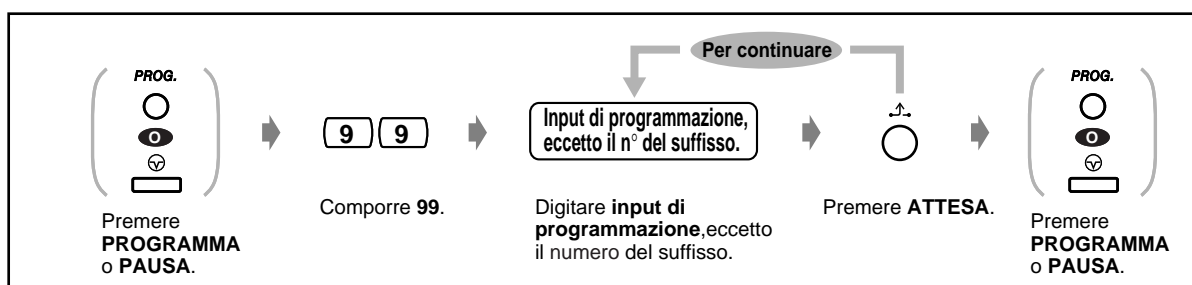 Per continuare
PROG.
O
Premere
PROGRAMMA
o PAUSA.
9 9
Comporre 99.
Input di programmazione,
eccetto il n° del suffisso.
Digitare input di
programmazione,eccetto
il numero del suffisso.
Premere ATTESA.
PROG.
O
Premere
PROGRAMMA
o PAUSA.